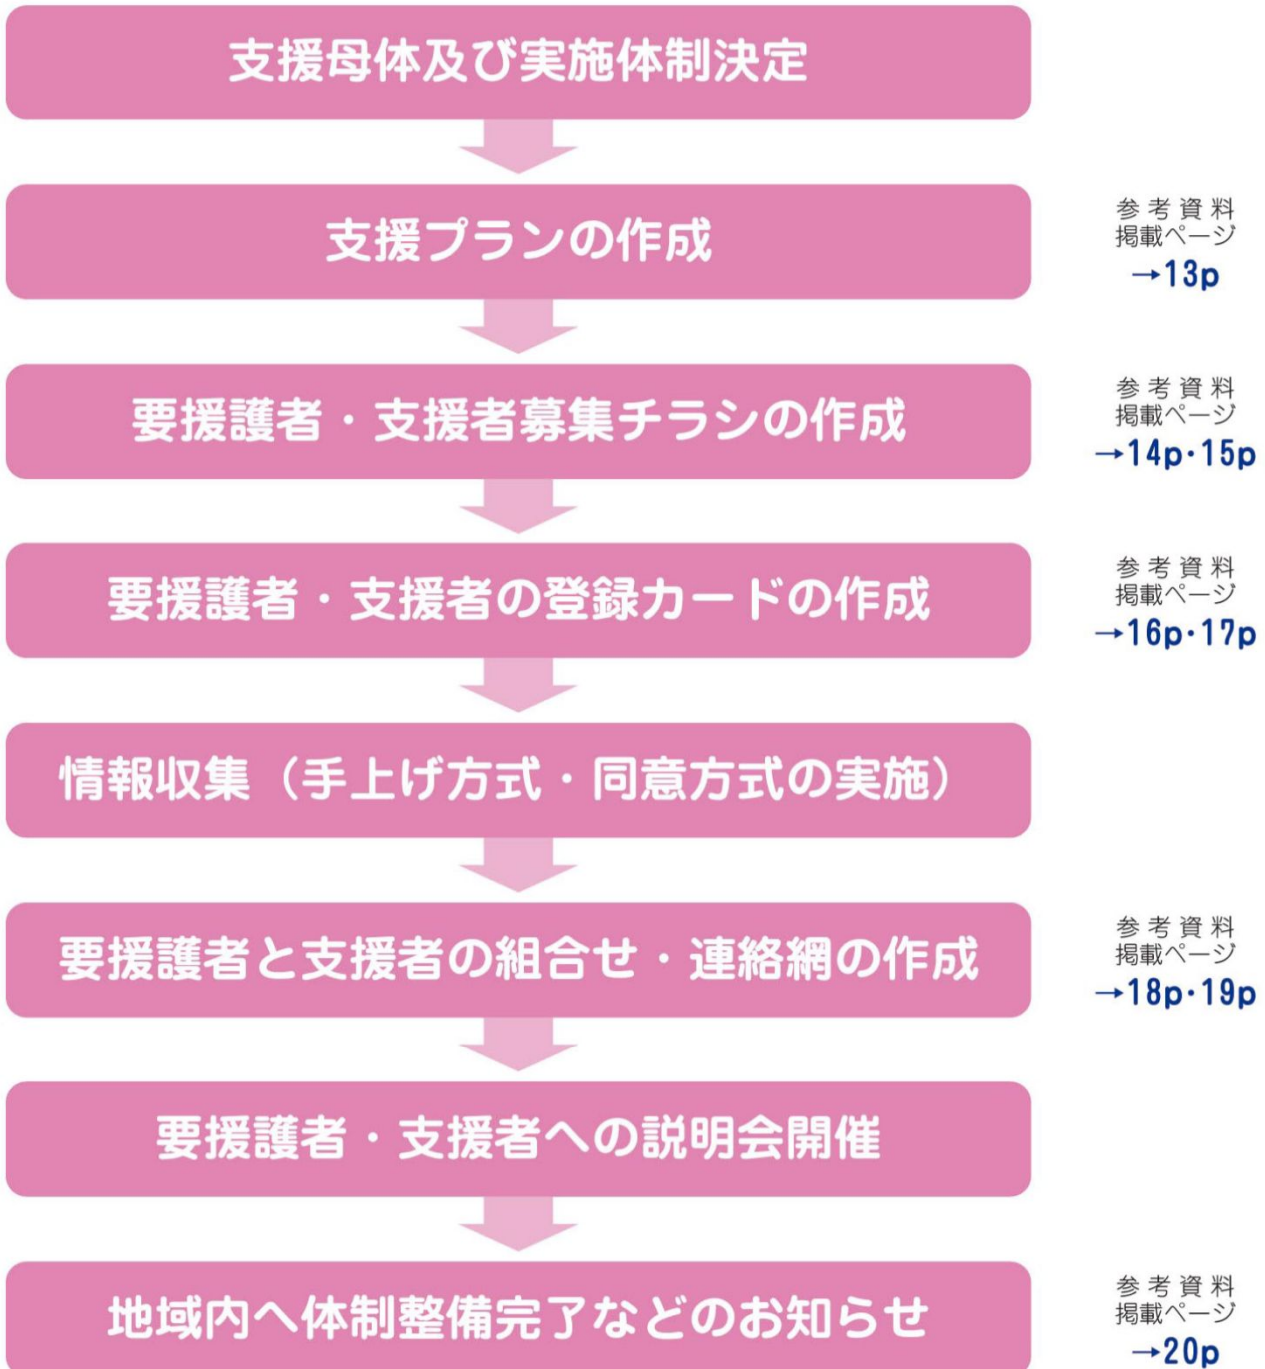 支援母体及び実施体制決定
支援プランの作成
参考資料
掲載ページ
→13p
要援護者・支援者募集チラシの作成
参考資料
掲載ページ
→14p・15p
要援護者・支援者の登録カードの作成
参考資料
掲載ページ
→16p・17p
情報収集（手上げ方式・同意方式の実施）
要援護者と支援者の組合せ・連絡網の作成
参考資料
掲載ページ
→18p・19p
要援護者・支援者への説明会開催
地域内へ体制整備完了などのお知らせ
参考資料
掲載ページ
→20p